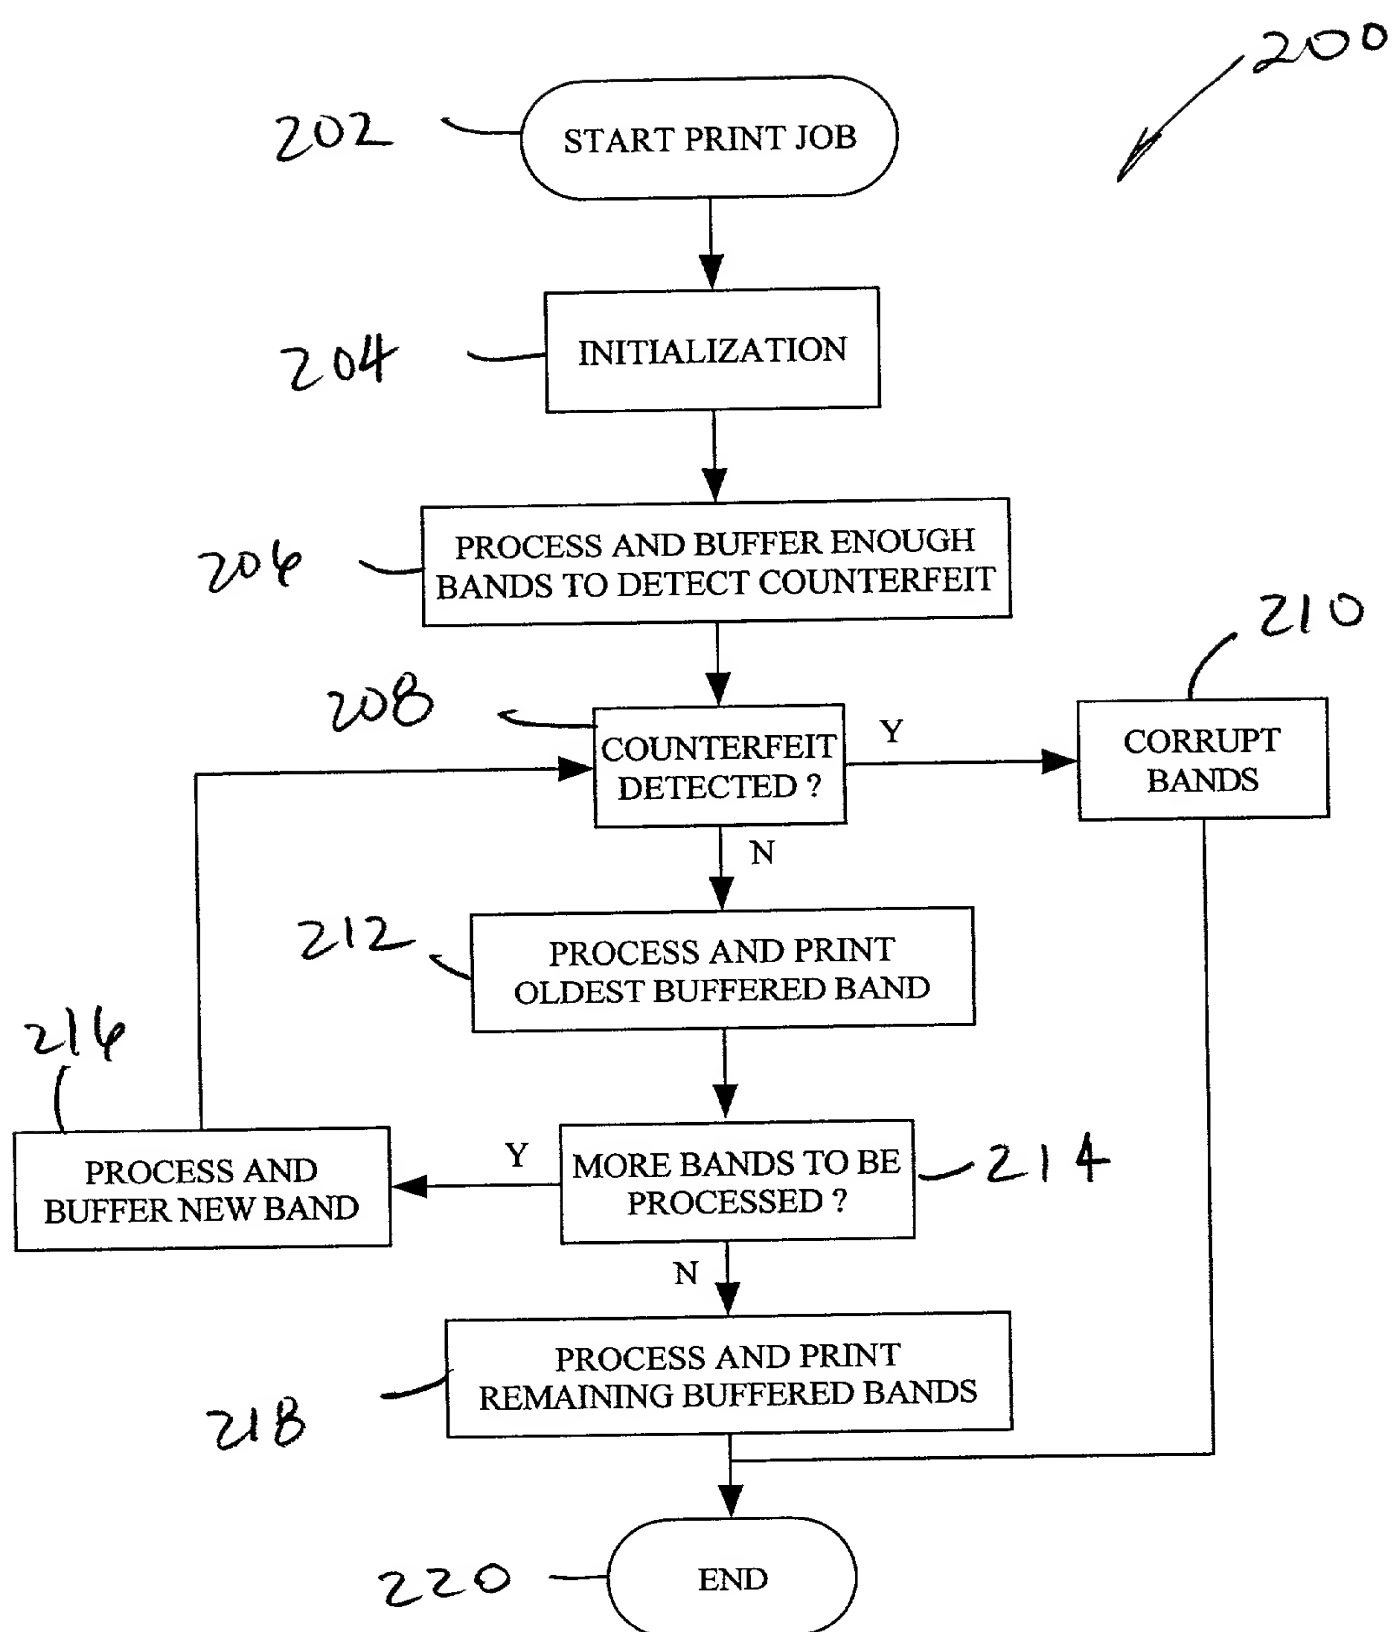 200
202
START PRINT JOB
204
INITIALIZATION
206
PROCESS AND BUFFER ENOUGH
BANDS TO DETECT COUNTERFEIT
210
208
COUNTERFEIT
DETECTED ?
Y
CORRUPT
BANDS
N
212
PROCESS AND PRINT
OLDEST BUFFERED BAND
216
PROCESS AND
BUFFER NEW BAND
Y
MORE BANDS TO BE
PROCESSED ?
214
N
PROCESS AND PRINT
REMAINING BUFFERED BANDS
218
220
END